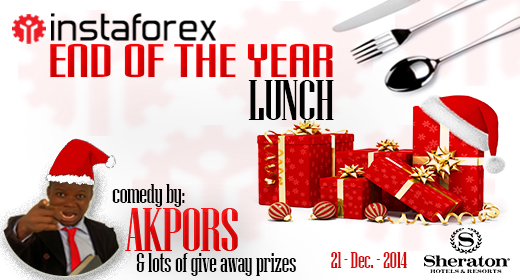 instaforex
END OF THE YEAR
LUNCH
comedy by:
AKPORS
& lots of give away prizes
21 - Dec, - 2014
S
Sheraton
HOTELS & RESORTS